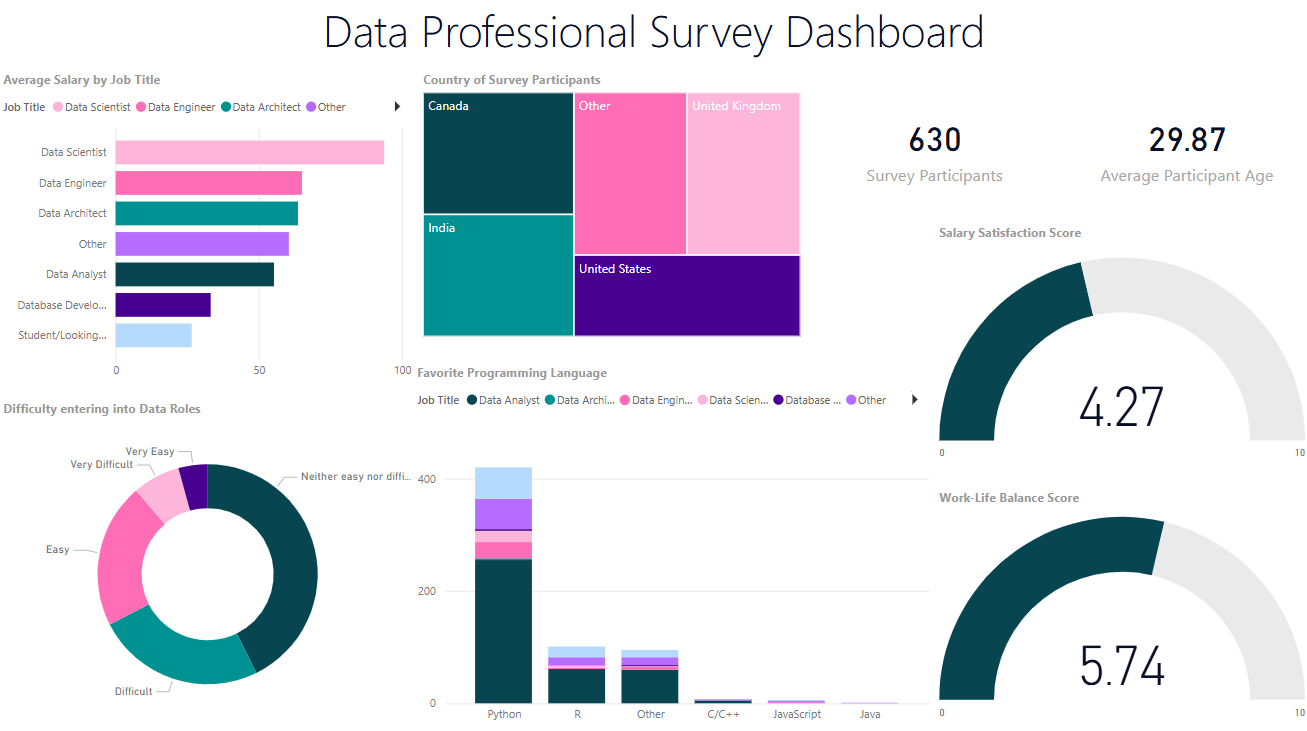 Data Professional Survey Dashboard
Average Salary by Job Title
Job Title Data Scientist Data Engineer Data Architect Other
Data Scientist
Data Engineer
Data Architect
Other
Data Analyst
Database Develo...
Student/Looking...
0 50 100
Country of Survey Participants
Canada
Other
United Kingdom
India
United States
630
Survey Participants
29.87
Average Participant Age
Salary Satisfaction Score
4.27
0 10
Difficulty entering into Data Roles
Very Easy
Very Difficult
Neither easy nor diffi...
Easy
Difficult
Favorite Programming Language
Job Title Data Analyst Data Archi... Data Engin... Data Scien... Database ... Other
400
200
0
Python R Other C/C++ JavaScript Java
Work-Life Balance Score
5.74
0 10